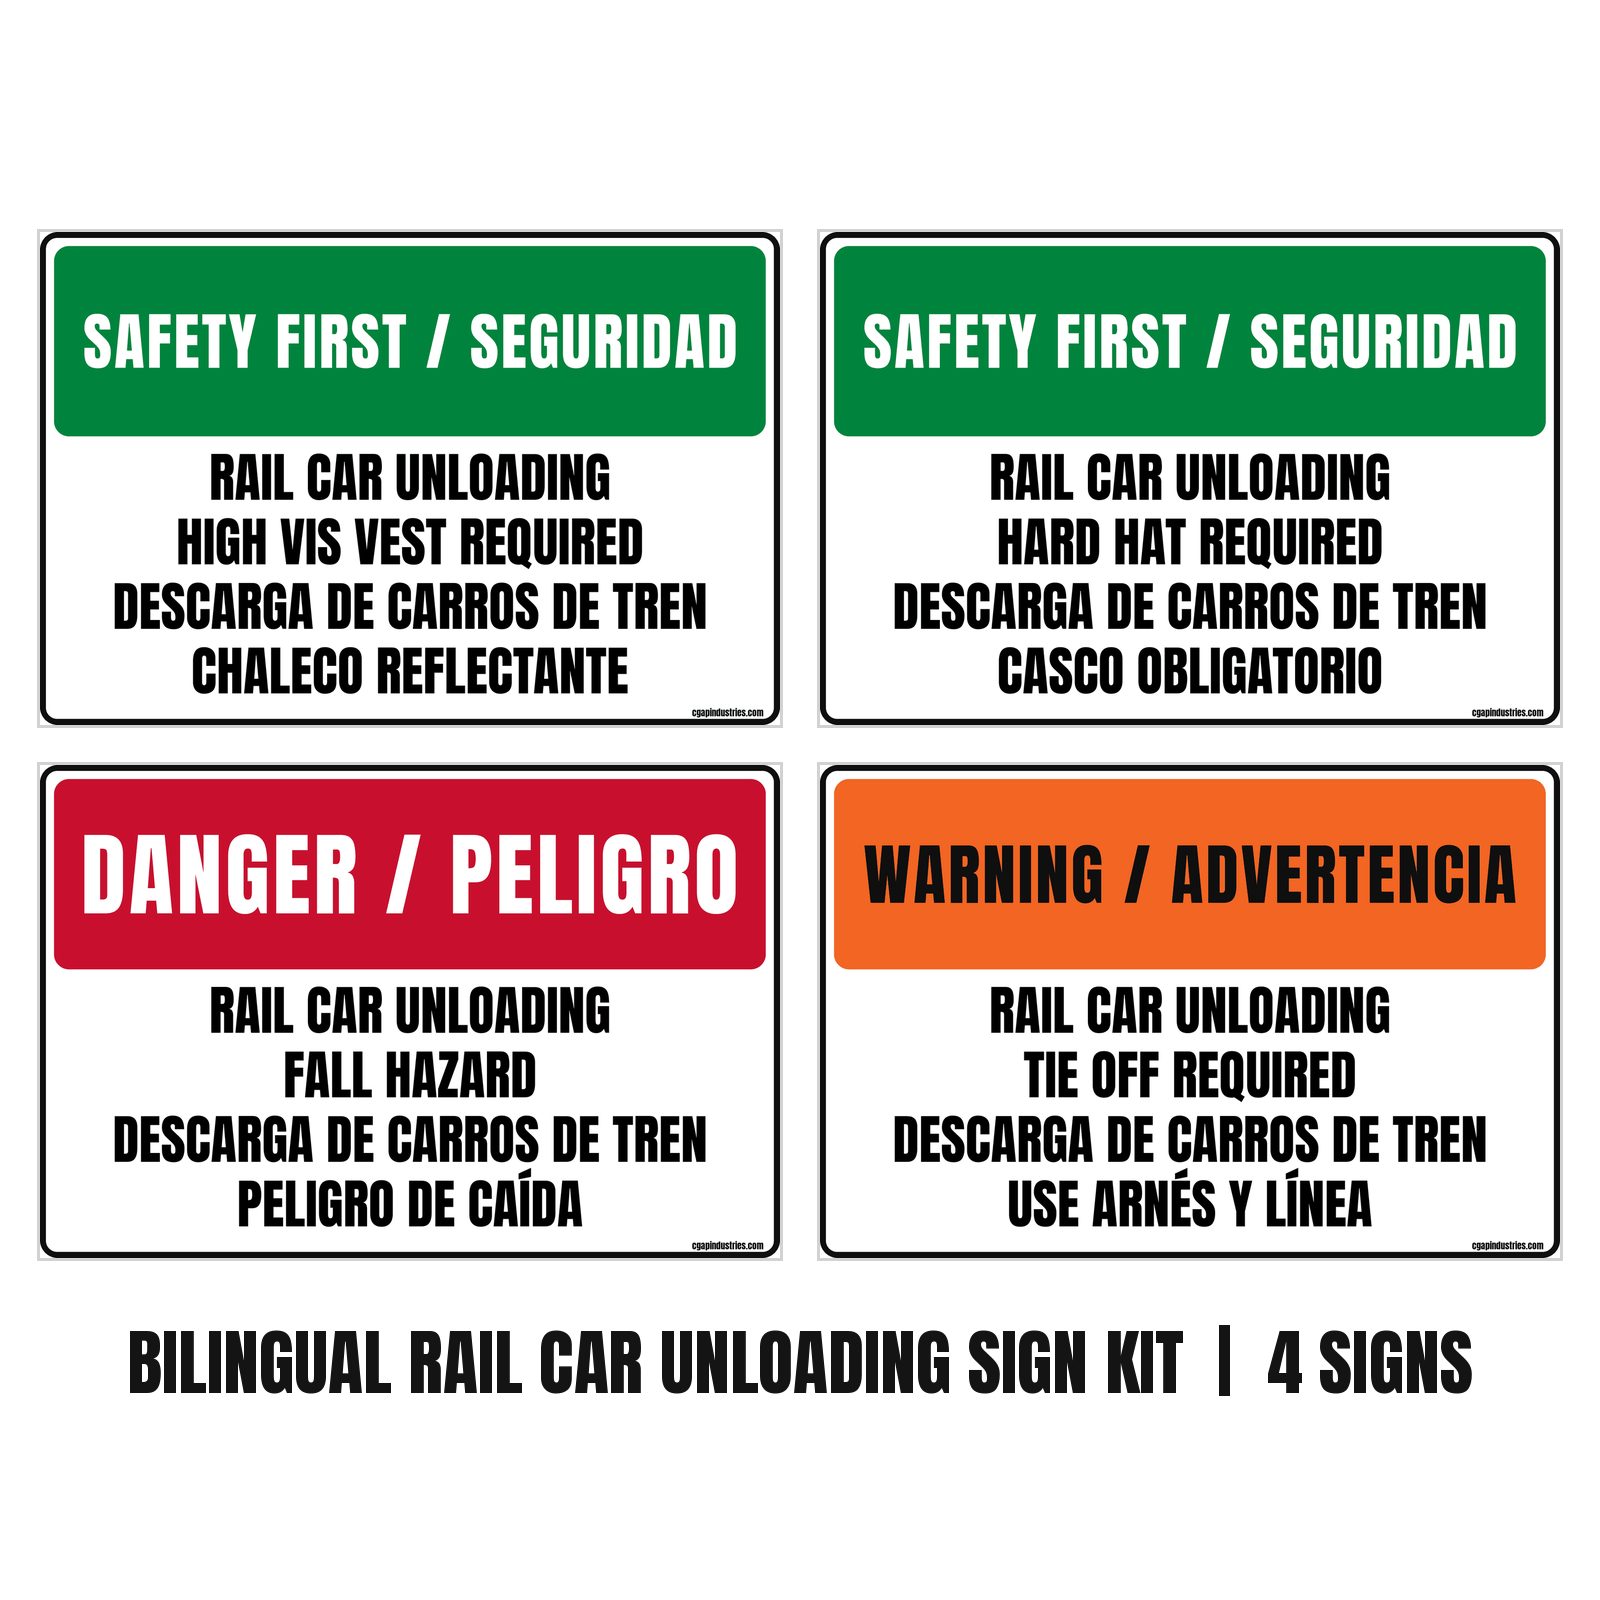 SAFETY FIRST / SEGURIDAD
RAIL CAR UNLOADING
HIGH VIS VEST REQUIRED
DESCARGA DE CARROS DE TREN
CHALECO REFLECTANTE
cgapindustries.com
SAFETY FIRST / SEGURIDAD
RAIL CAR UNLOADING
HARD HAT REQUIRED
DESCARGA DE CARROS DE TREN
CASCO OBLIGATORIO
cgapindustries.com
DANGER / PELIGRO
RAIL CAR UNLOADING
FALL HAZARD
DESCARGA DE CARROS DE TREN
PELIGRO DE CAÍDA
cgapindustries.com
WARNING / ADVERTENCIA
RAIL CAR UNLOADING
TIE OFF REQUIRED
DESCARGA DE CARROS DE TREN
USE ARNÉS Y LÍNEA
cgapindustries.com
BILINGUAL RAIL CAR UNLOADING SIGN KIT | 4 SIGNS